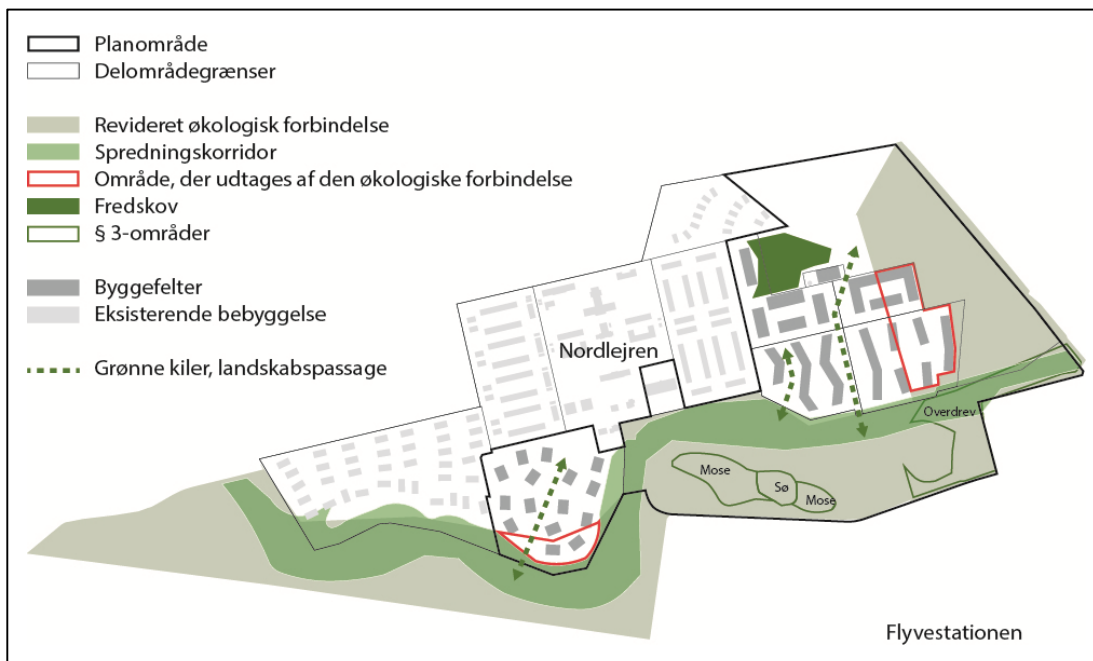 Planområde
Delområdegrænser
Revideret økologisk forbindelse
Spredningskorridor
Område, der udtages af den økologiske forbindelse
Fredskov
§ 3-områder
Byggefelter
Eksisterende bebyggelse
Grønne kiler, landskabspassage
Nordlejren
Overdrev
Mose
Sø
Mose
Flyvestationen